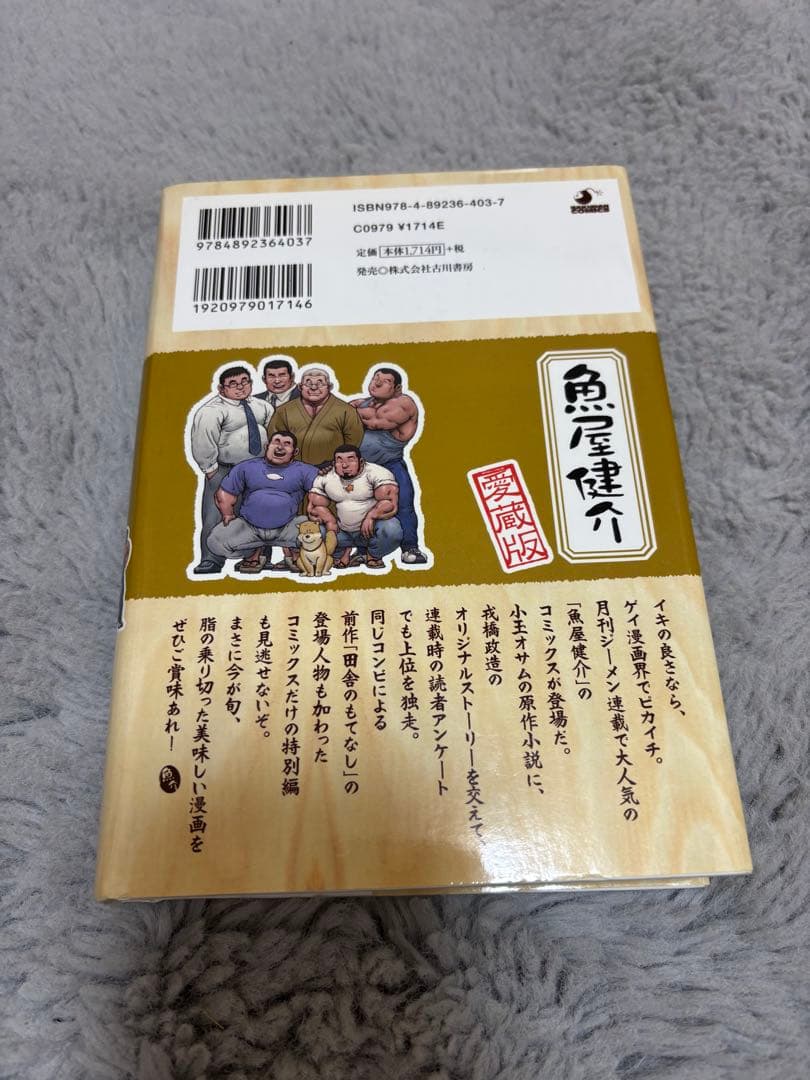 ISBN978-4-89236-403-7
C0979 ¥1714E
定価 本体1,714円+税
発売◎株式会社古川書房
9784892364037
1920979017146
魚屋健介
愛蔵版
イキの良さなら、
ゲイ漫画界でピカイチ。
月刊ジーメン連載で大人気の
「魚屋健介」の
コミックスが登場だ。
小玉オサムの原作小説に、
戎橋政造の
オリジナルストーリーを交えて、
連載時の読者アンケート
でも上位を独走。
同じコンビによる
前作「田舎のもてなし」の
登場人物も加わった
コミックスだけの特別編
も見逃せないぞ。
まさに今が旬、
脂の乗り切った美味しい漫画を
ぜひご賞味あれ!